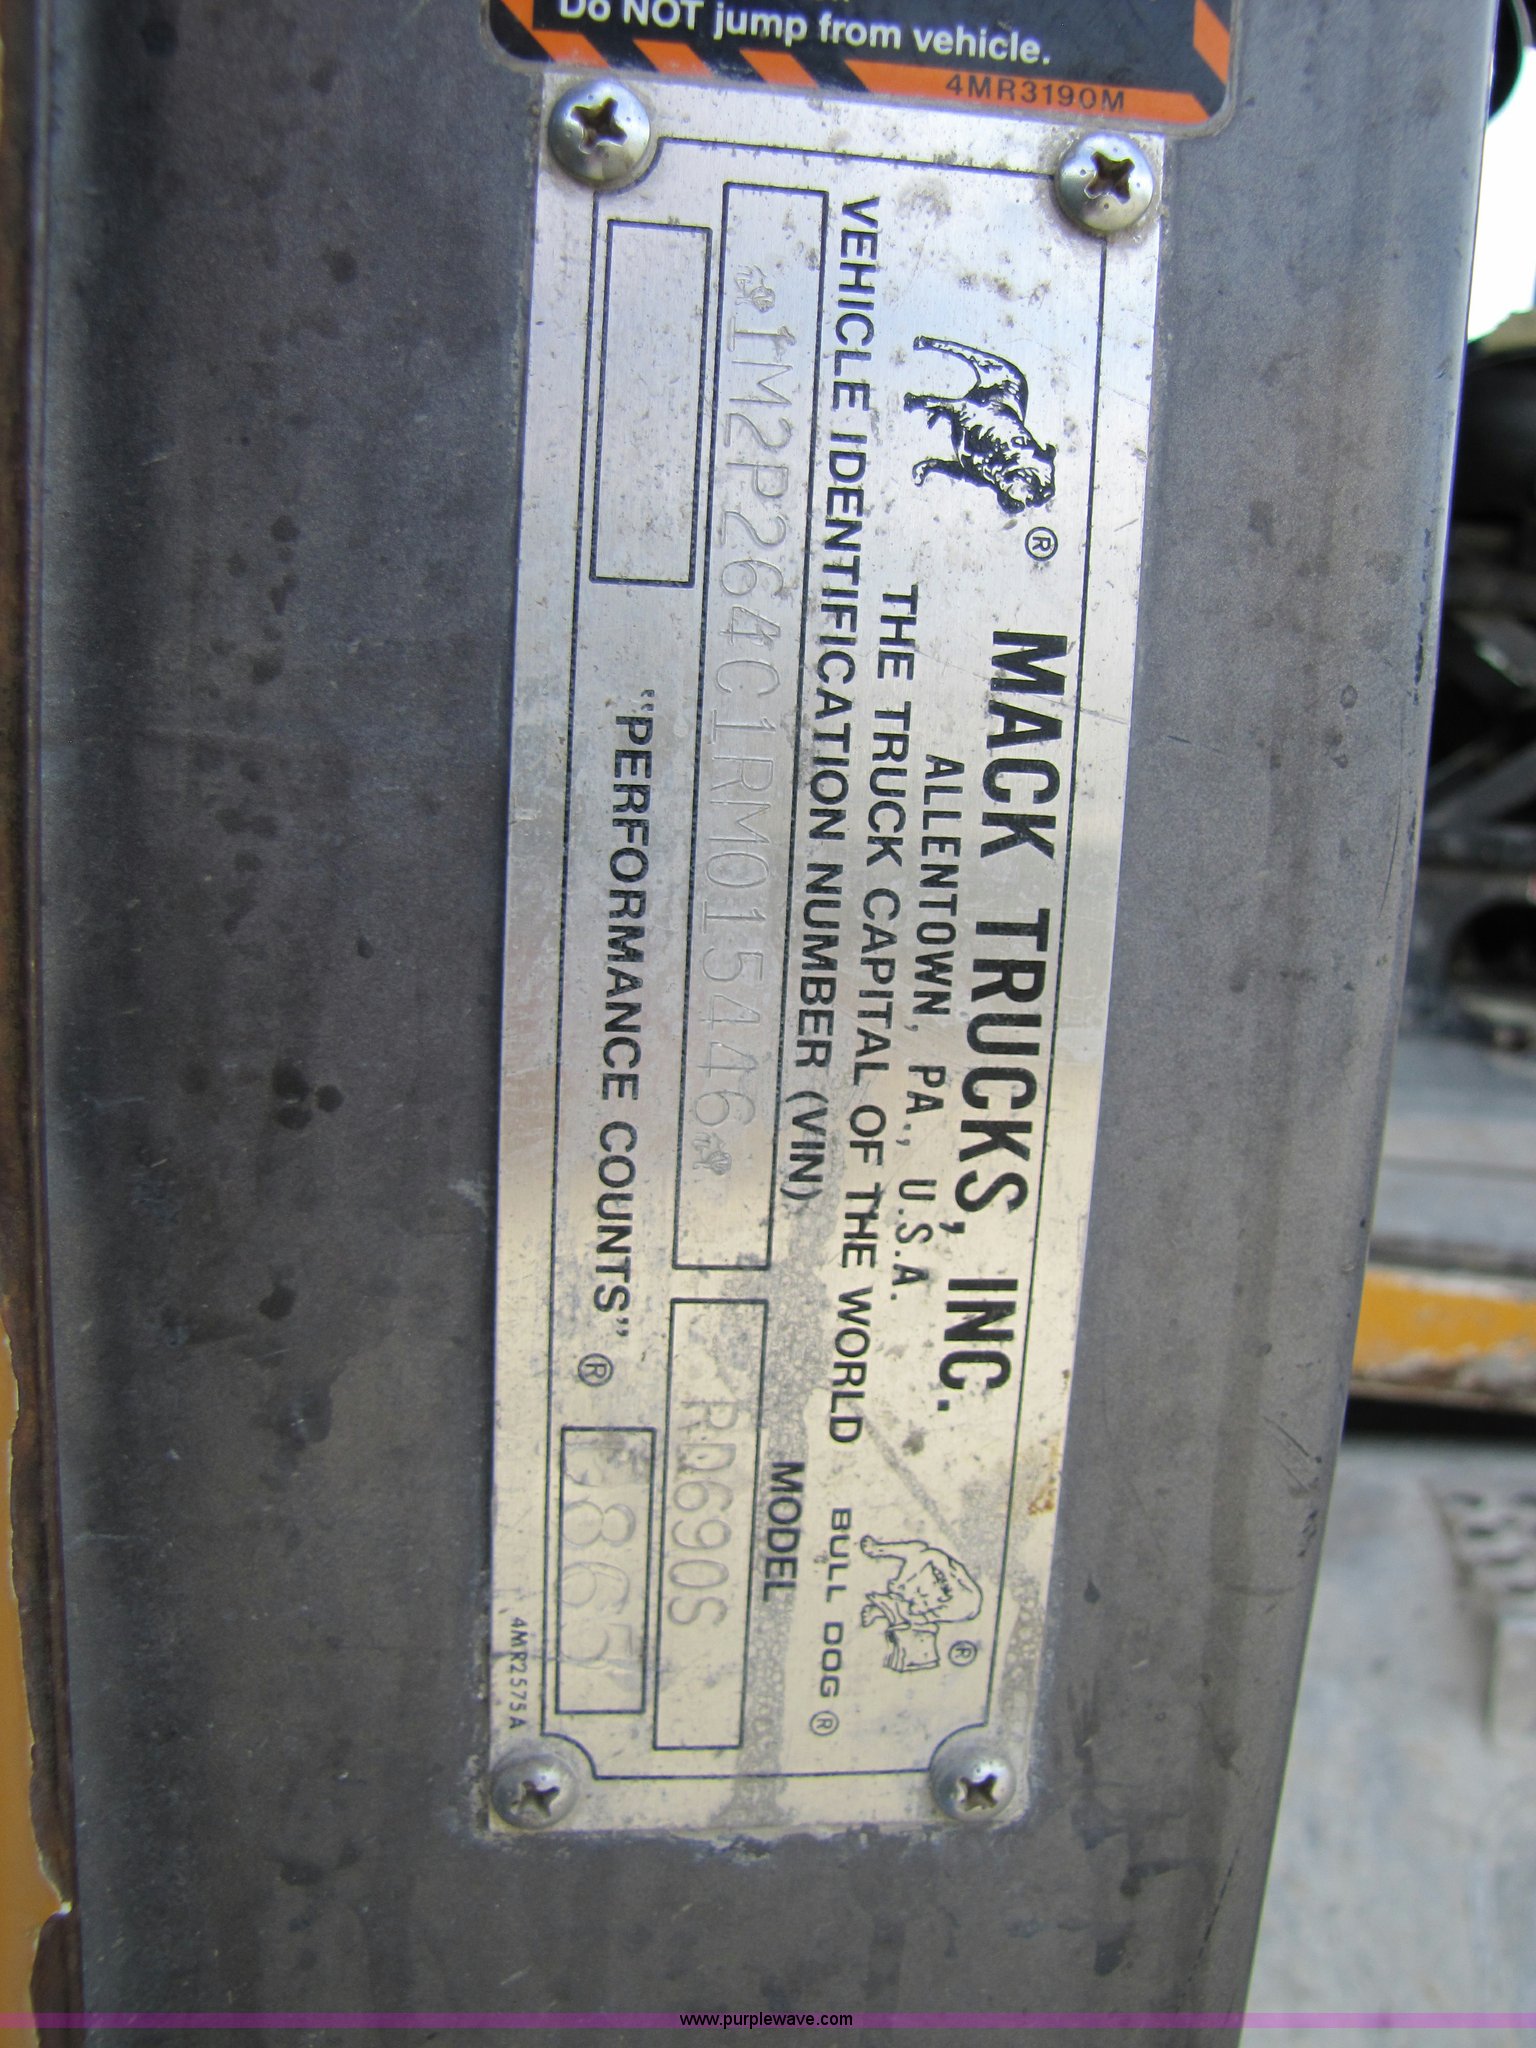 Do NOT jump from vehicle.
4MR3190M
® MACK TRUCKS, INC.
ALLENTOWN, PA., U.S.A.
THE TRUCK CAPITAL OF THE WORLD
BULL DOG®
®
VEHICLE IDENTIFICATION NUMBER (VIN)
MODEL
1M2P264C1RM015446
RD690S
"PERFORMANCE COUNTS" ®
4MR2575A
www.purplewave.com